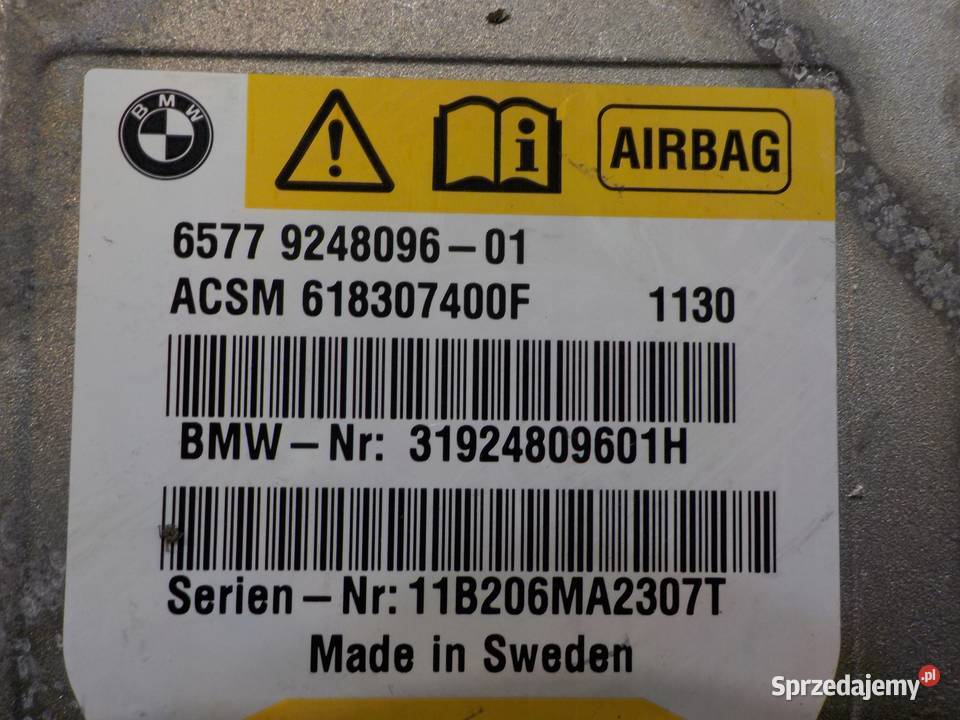 BMW
i
AIRBAG
6577 9248096-01
ACSM 618307400F 1130
BMW-Nr: 31924809601H
Serien-Nr: 11B206MA2307T
Made in Sweden
Sprzedajemy.pl